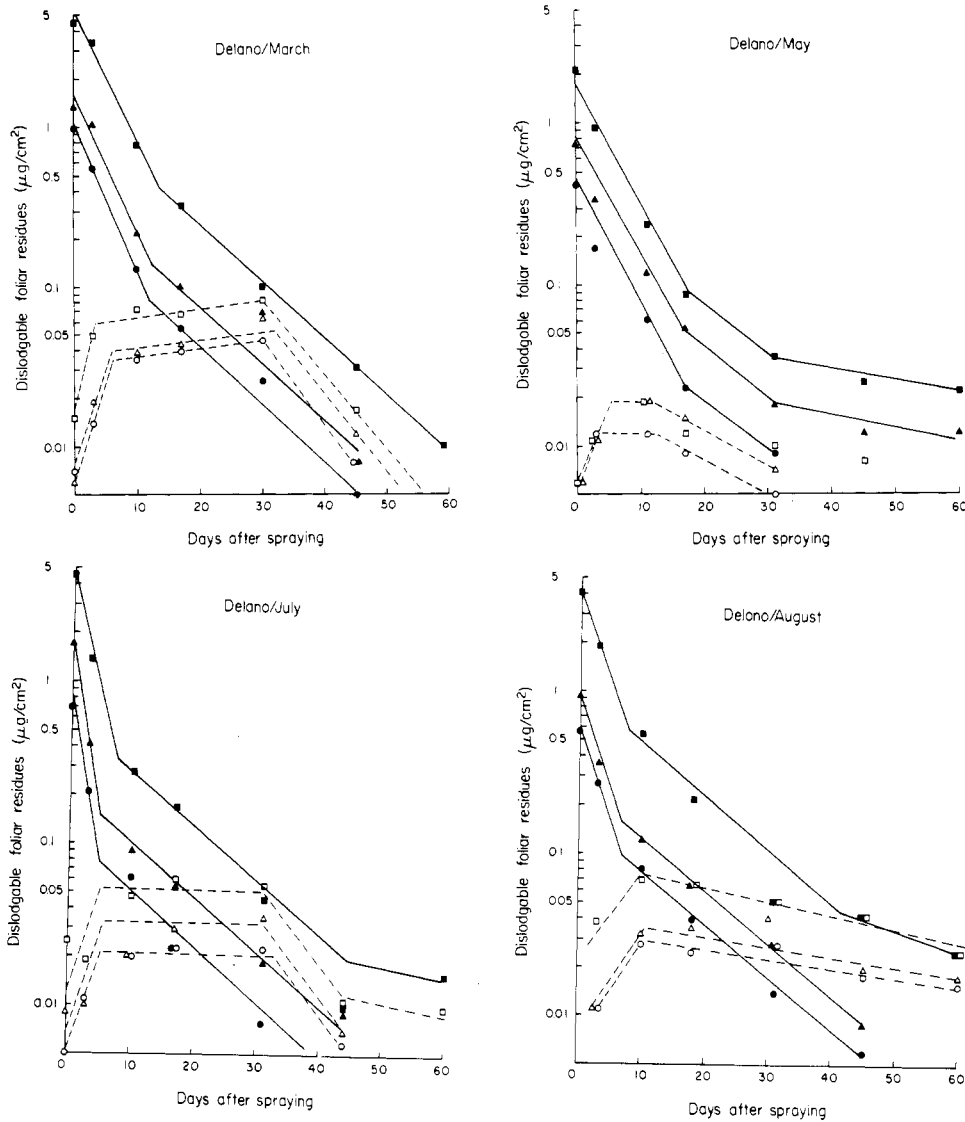 Delano/March
Dislodgable foliar residues (μg/cm²)
5
1
0.5
0.1
0.05
0.01
0 10 20 30 40 50 60
Days after spraying
Delano/May
Dislodgable foliar residues (μg/cm²)
5
1
0.5
0.1
0.05
0.01
0 10 20 30 40 50 60
Days after spraying
Delano/July
Dislodgable foliar residues (μg/cm²)
5
1
0.5
0.1
0.05
0.01
0 10 20 30 40 50 60
Days after spraying
Delano/August
Dislodgable foliar residues (μg/cm²)
5
1
0.5
0.1
0.005
0.001
0 10 20 30 40 50 60
Days after spraying